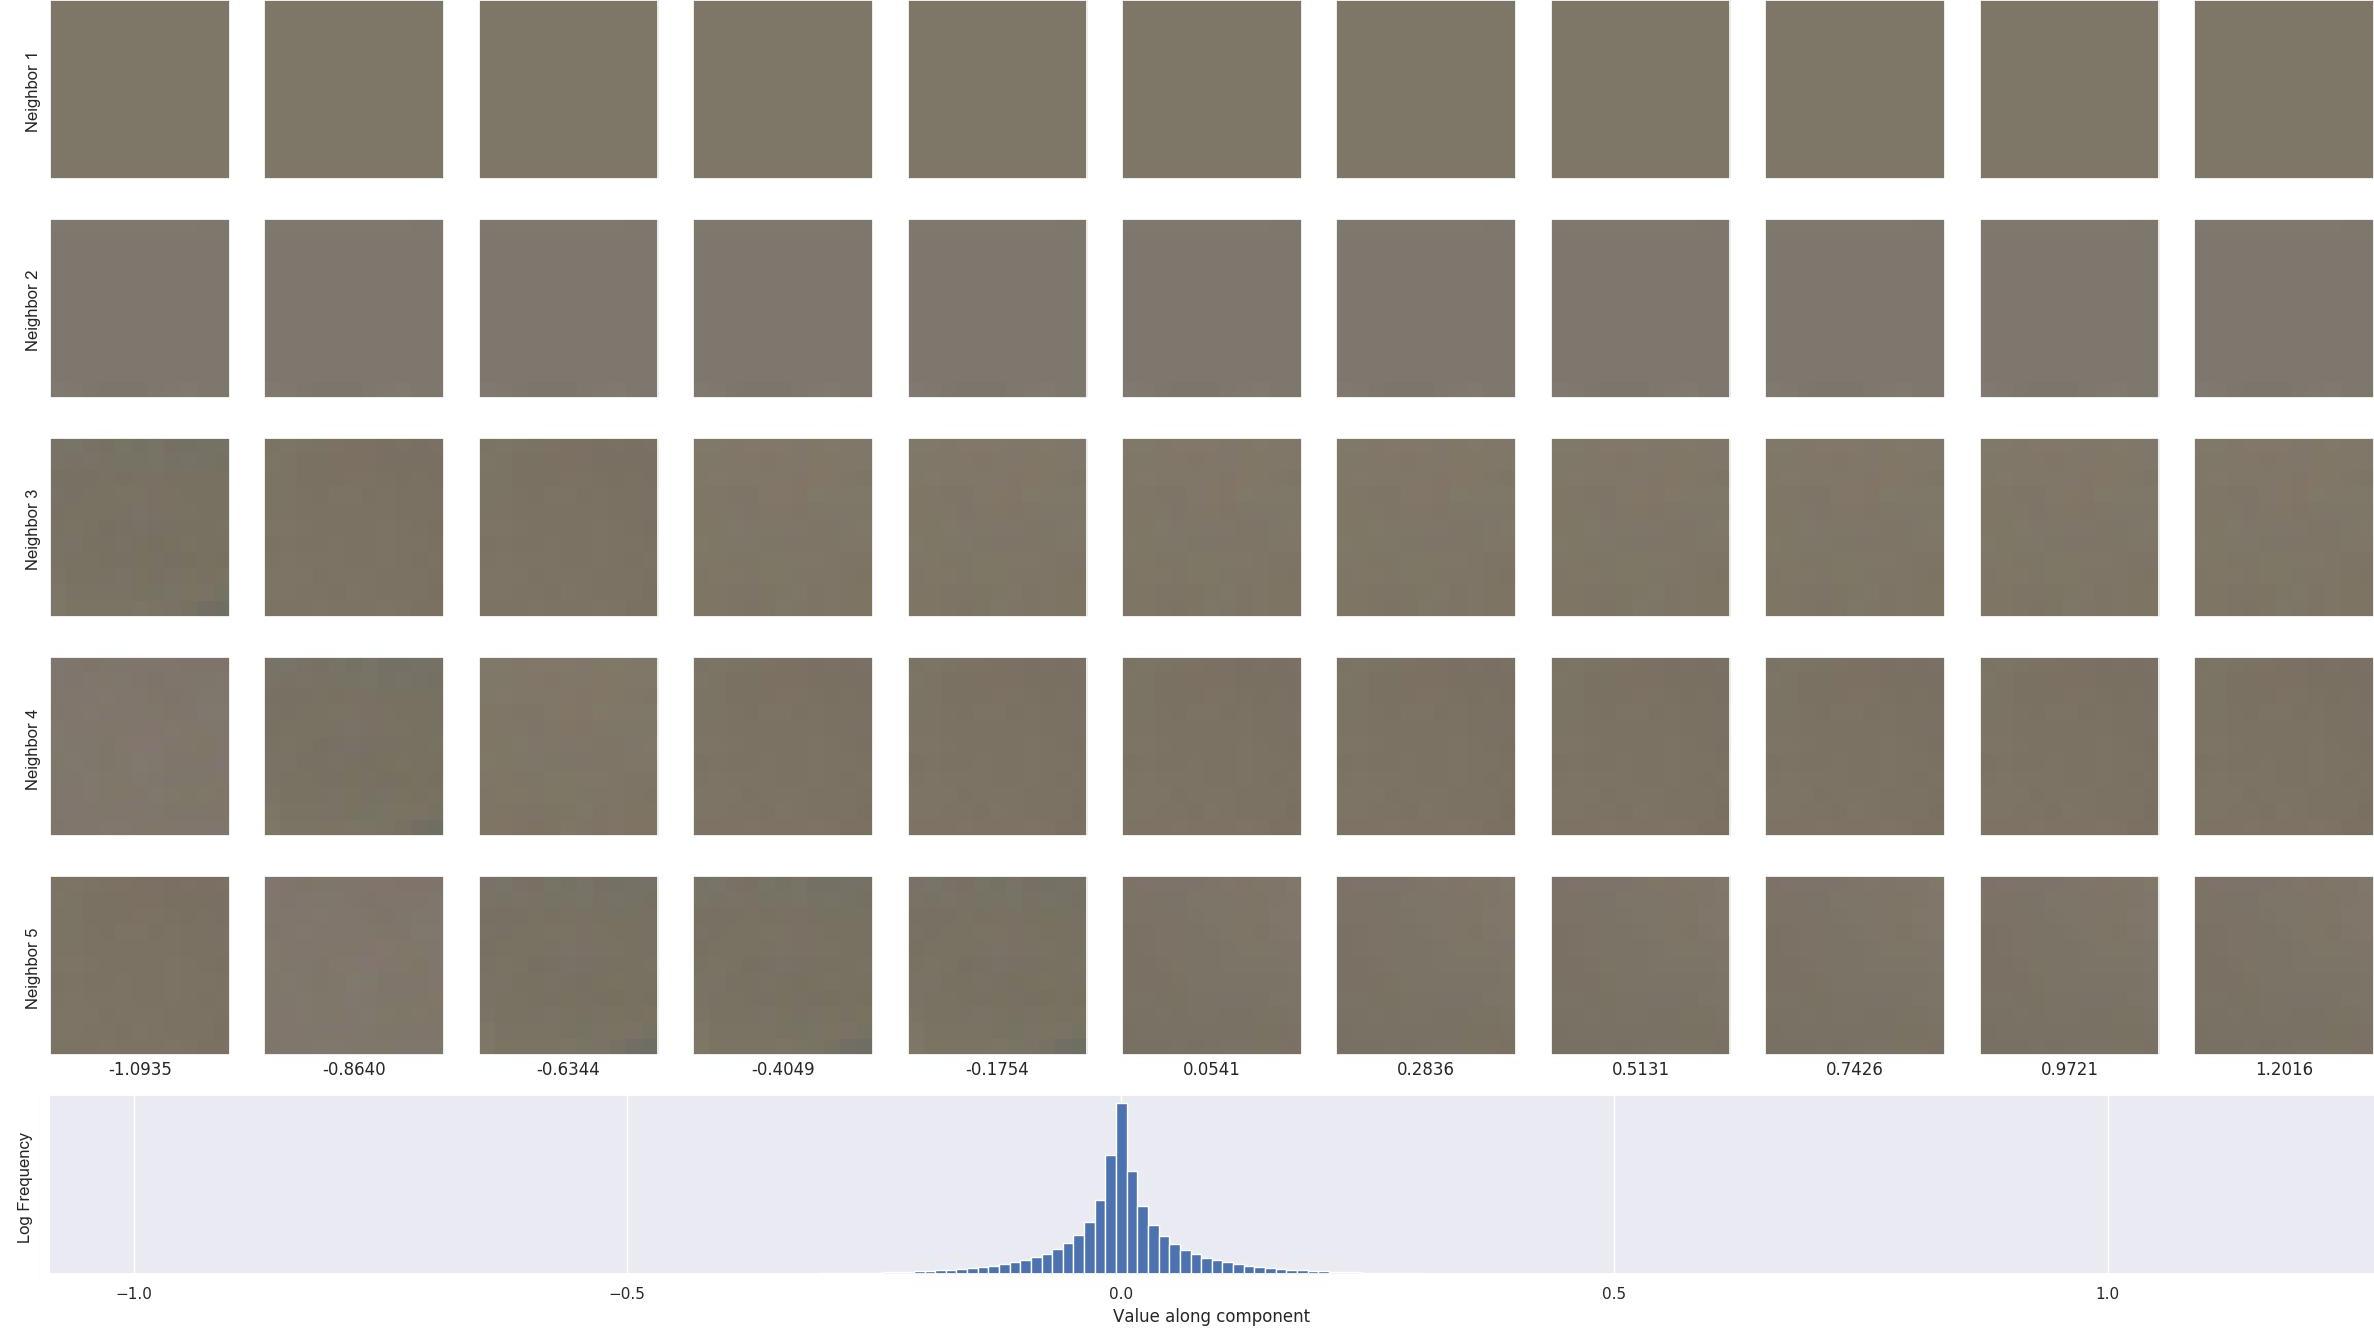 Neighbor 1
Neighbor 2
Neighbor 3
Neighbor 4
Neighbor 5
-1.0935 -0.8640 -0.6344 -0.4049 -0.1754 0.0541 0.2836 0.5131 0.7426 0.9721 1.2016
Log Frequency
−1.0 −0.5 0.0 0.5 1.0
Value along component